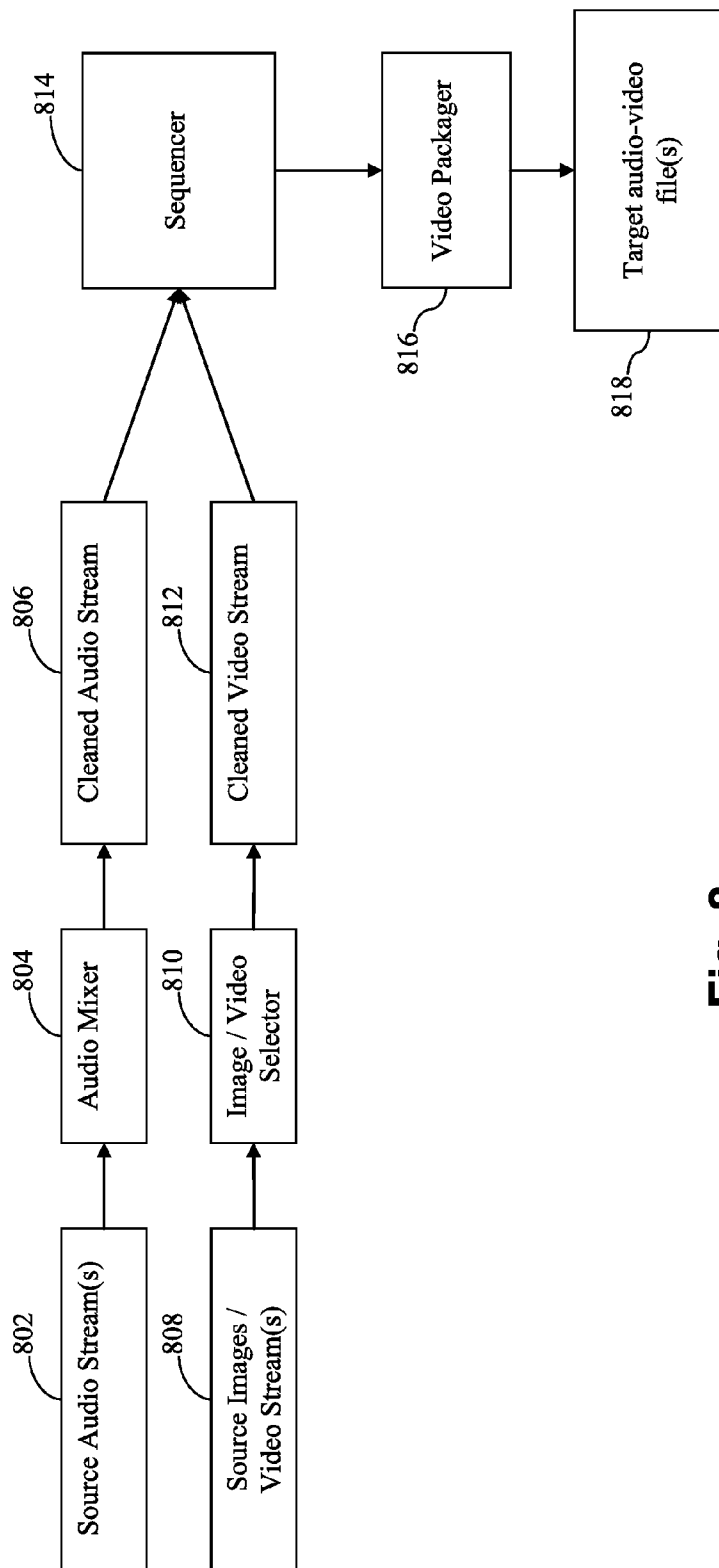 802
Source Audio Stream(s)
804
Audio Mixer
806
Cleaned Audio Stream
808
Source Images /
Video Stream(s)
810
Image / Video
Selector
812
Cleaned Video Stream
814
Sequencer
816
Video Packager
818
Target audio-video
file(s)